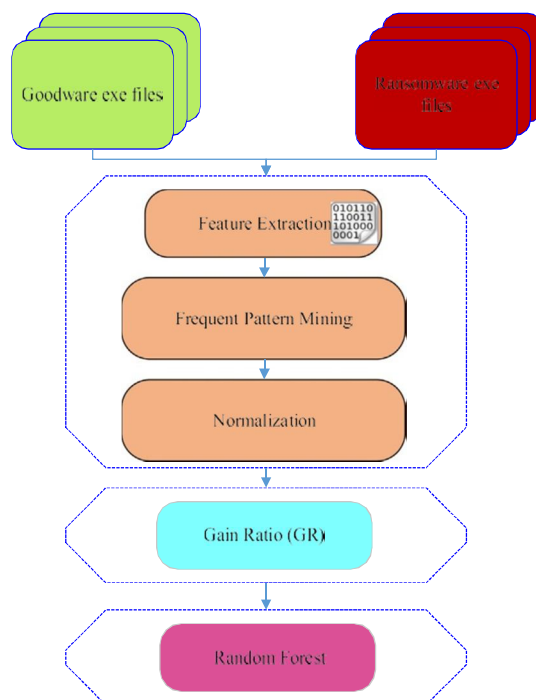 Goodware exe files
Ransomware exe
files
Feature Extraction
010110
110011
101000
0001
Frequent Pattern Mining
Normalization
Gain Ratio (GR)
Random Forest